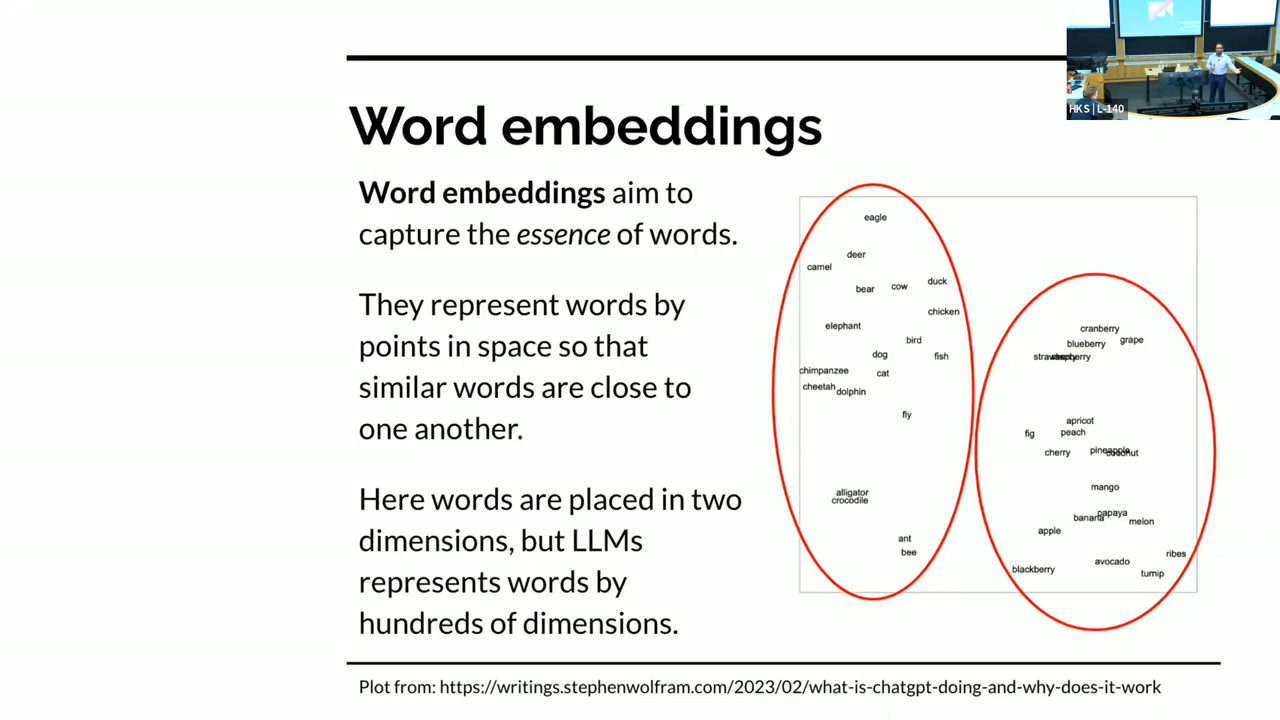 HKS | L-140
Word embeddings
Word embeddings aim to
capture the essence of words.
They represent words by
points in space so that
similar words are close to
one another.
Here words are placed in two
dimensions, but LLMs
represents words by
hundreds of dimensions.
eagle
deer
camel
bear
cow
duck
chicken
elephant
bird
dog
fish
chimpanzee
cat
cheetah
dolphin
fly
alligator
crocodile
ant
bee
cranberry
grape
blueberry
apricot
fig
peach
cherry
pineapple
coconut
mango
papaya
banana
melon
apple
ribes
avocado
blackberry
turnip
Plot from: https://writings.stephenwolfram.com/2023/02/what-is-chatgpt-doing-and-why-does-it-work